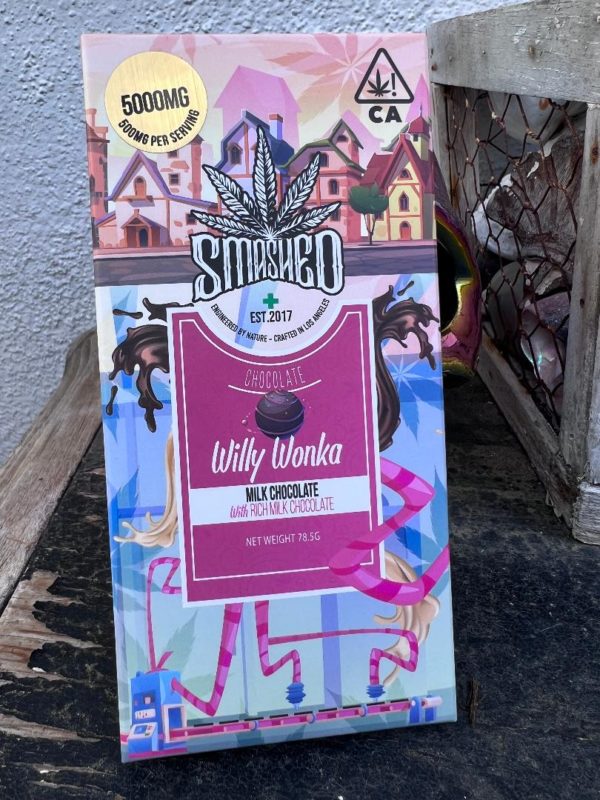 5000MG
500MG PER SERVING
!
CA
SMASHED
EST.2017
ENGINEERED BY NATURE - CRAFTED IN LOS ANGELES
CHOCOLATE
Willy Wonka
MILK CHOCOLATE
With RICH MILK CHOCOLATE
NET WEIGHT 78.5G